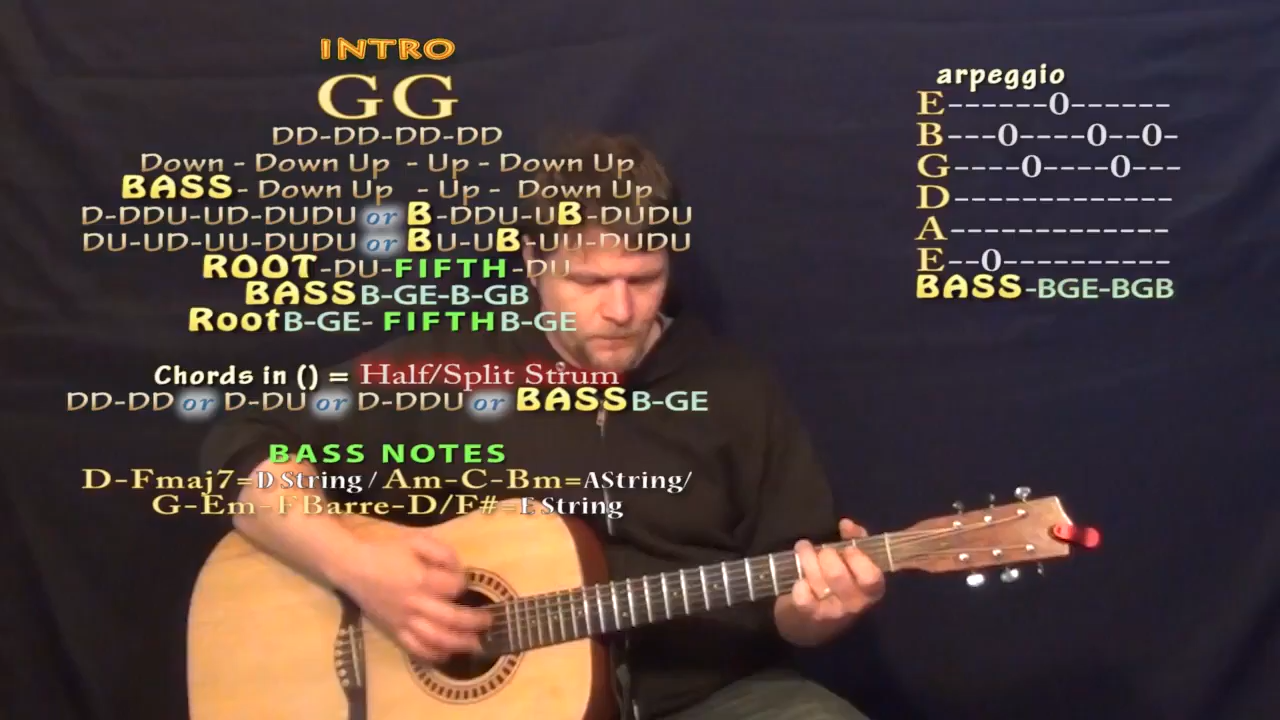 INTRO
GG
DD-DD-DD-DD
Down - Down Up - Up - Down Up
BASS - Down Up - Up - Down Up
D-DDU-UD-DUDU or B-DDU-UB-DUDU
DU-UD-UU-DUDU or BU-UB-UU-DUDU
ROOT-DU-FIFTH-DU
BASSB-GE-B-GB
RootB-GE- FIFTHB-GE
Chords in () = Half/Split Strum
DD-DD or D-DU or D-DDU or BASSB-GE
BASS NOTES
D-Fmaj7=D String / Am-C-Bm=AString/
G-Em-F Barre-D/F#=E String
arpeggio
E------0------
B---0----0--0-
G----0----0---
D-------------
A-------------
E--0----------
BASS-BGE-BGB